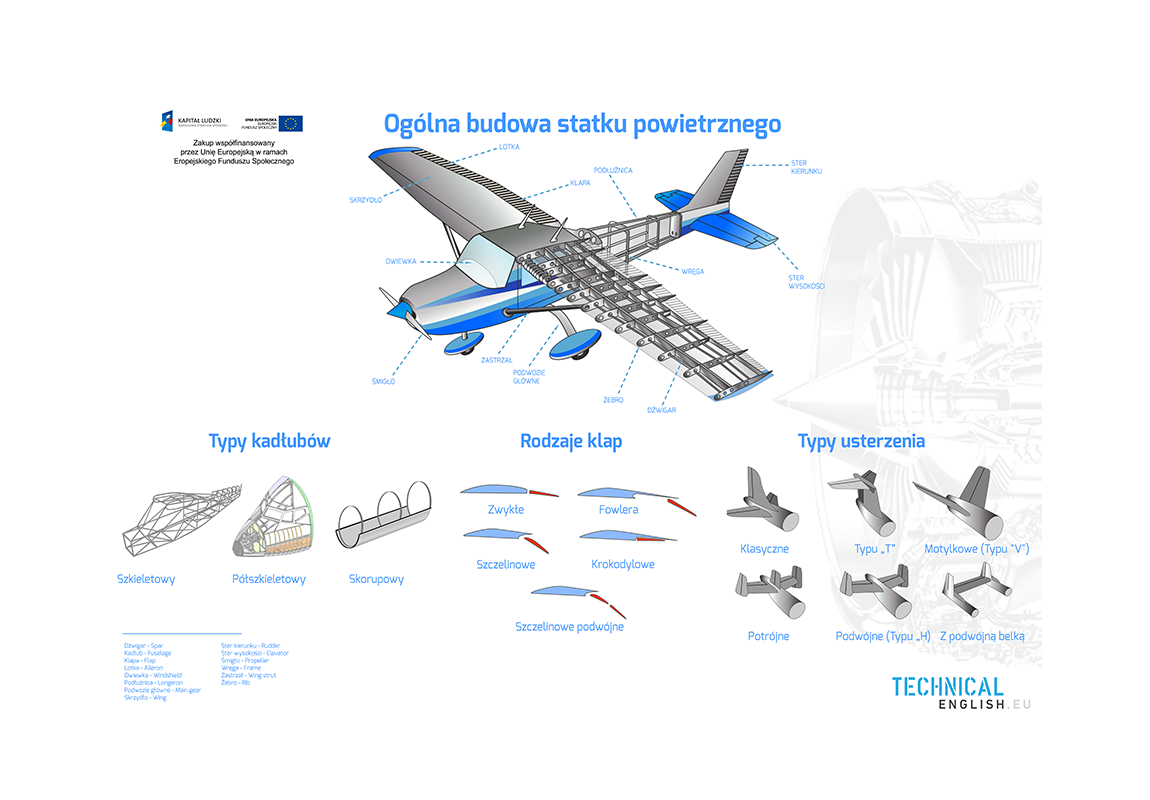 KAPITAŁ LUDZKI
NARODOWA STRATEGIA SPÓJNOŚCI
UNIA EUROPEJSKA
EUROPEJSKI
FUNDUSZ SPOŁECZNY
Zakup współfinansowany
przez Unię Europejską w ramach
Eropejskiego Funduszu Społecznego
Ogólna budowa statku powietrznego
LOTKA
PODŁUŻNICA
STER
KIERUNKU
KLAPA
SKRZYDŁO
OWIEWKA
WRĘGA
STER
WYSOKOŚCI
ZASTRZAŁ
PODWOZIE
GŁÓWNE
ŚMIGŁO
ŻEBRO
DŹWIGAR
Typy kadłubów
Szkieletowy
Półszkieletowy
Skorupowy
Rodzaje klap
Zwykłe
Fowlera
Szczelinowe
Krokodylowe
Szczelinowe podwójne
Typy usterzenia
Klasyczne
Typu „T"
Motylkowe (Typu "V")
Potrójne
Podwójne (Typu „H)
Z podwójną belką
Dźwigar - Spar
Kadłub - Fuselage
Klapa - Flap
Lotka - Aileron
Owiewka - Windshield
Podłużnica - Longeron
Podwozie główne - Main gear
Skrzydło - Wing
Ster kierunku - Rudder
Ster wysokości - Elevator
Śmigło - Propeller
Wręga - Frame
Zastrzał - Wing strut
Żebro - Rib
TECHNICAL
ENGLISH.EU